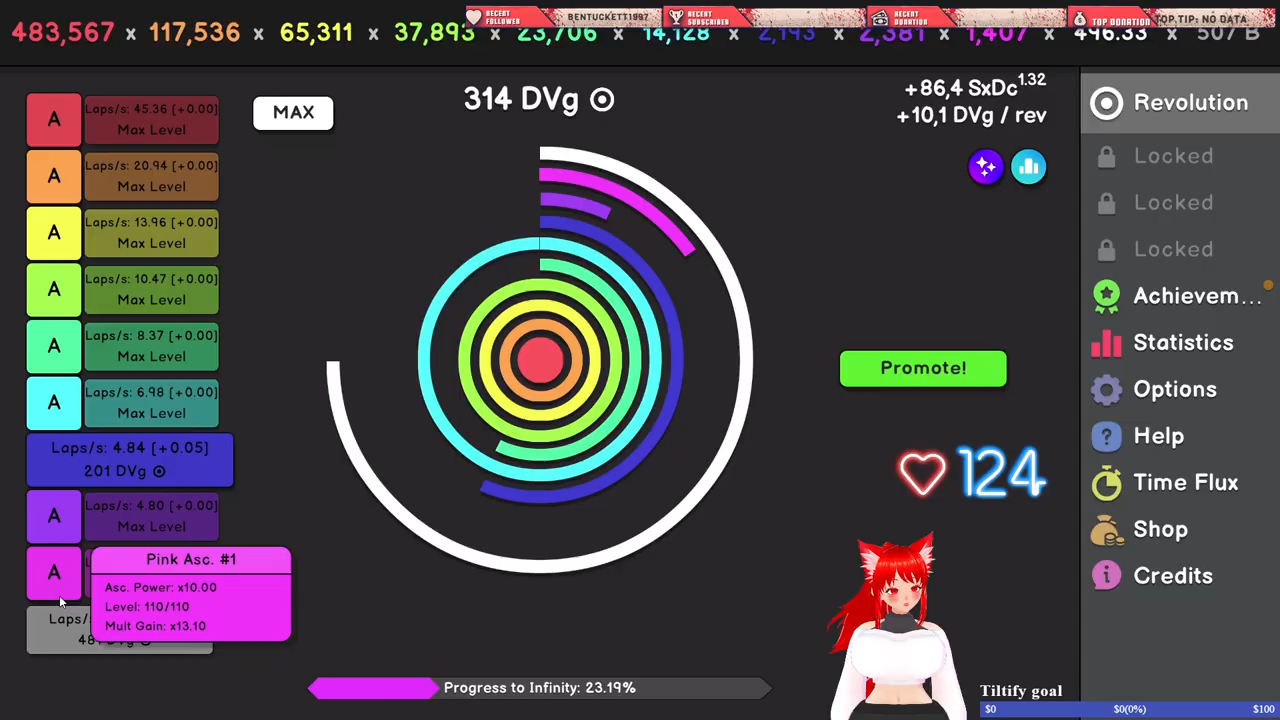 RECENT FOLLOWER
BENTUCKETT1997
RECENT SUBSCRIBER
RECENT DONATION
TOP DONATION
TOP TIP: NO DATA
483,567 x 117,536 x 65,311 x 37,893 x 23,706 x 14,128 x 2,193 x 2,381 x 1,407 x 496.33 x 507 B
A
Laps/s: 45.36 [+0.00]
Max Level
A
Laps/s: 20.94 [+0.00]
Max Level
A
Laps/s: 13.96 [+0.00]
Max Level
A
Laps/s: 10.47 [+0.00]
Max Level
A
Laps/s: 8.37 [+0.00]
Max Level
A
Laps/s: 6.98 [+0.00]
Max Level
Laps/s: 4.84 [+0.05]
201 DVg
A
Laps/s: 4.80 [+0.00]
Max Level
A
Pink Asc. #1
Asc. Power: x10.00
Level: 110/110
Mult Gain: x13.10
MAX
314 DVg
+86,4 SxDc1.32
+10,1 DVg / rev
Promote!
124
Progress to Infinity: 23.19%
Revolution
Locked
Locked
Locked
Achievem...
Statistics
Options
Help
Time Flux
Shop
Credits
Tiltify goal
$0 $0(0%) $100